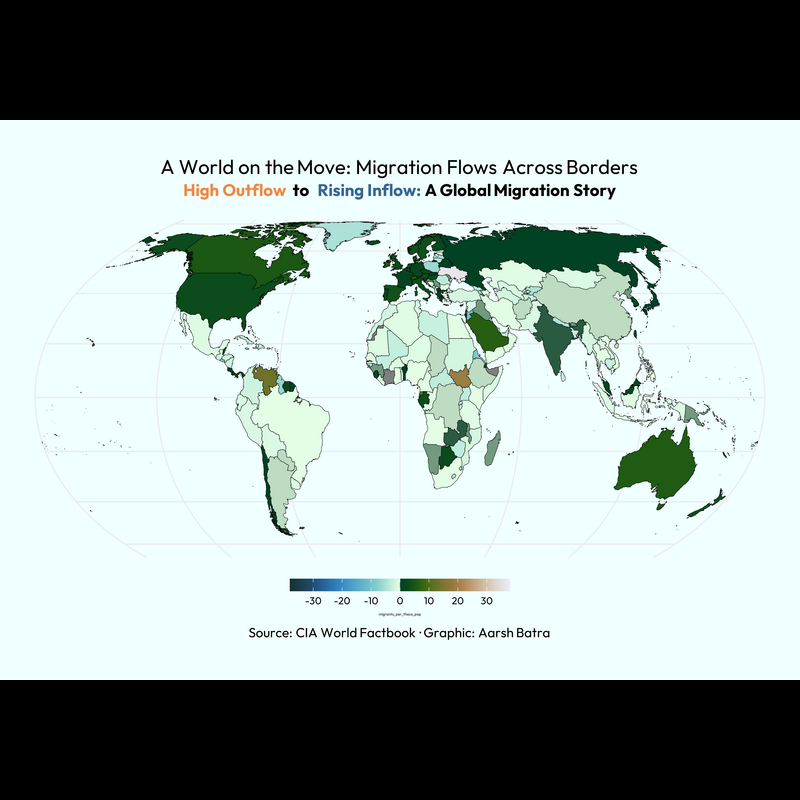 A World on the Move: Migration Flows Across Borders
High Outflow to Rising Inflow: A Global Migration Story
-30 -20 -10 0 10 20 30
migrants_per_thous_pop
Source: CIA World Factbook · Graphic: Aarsh Batra